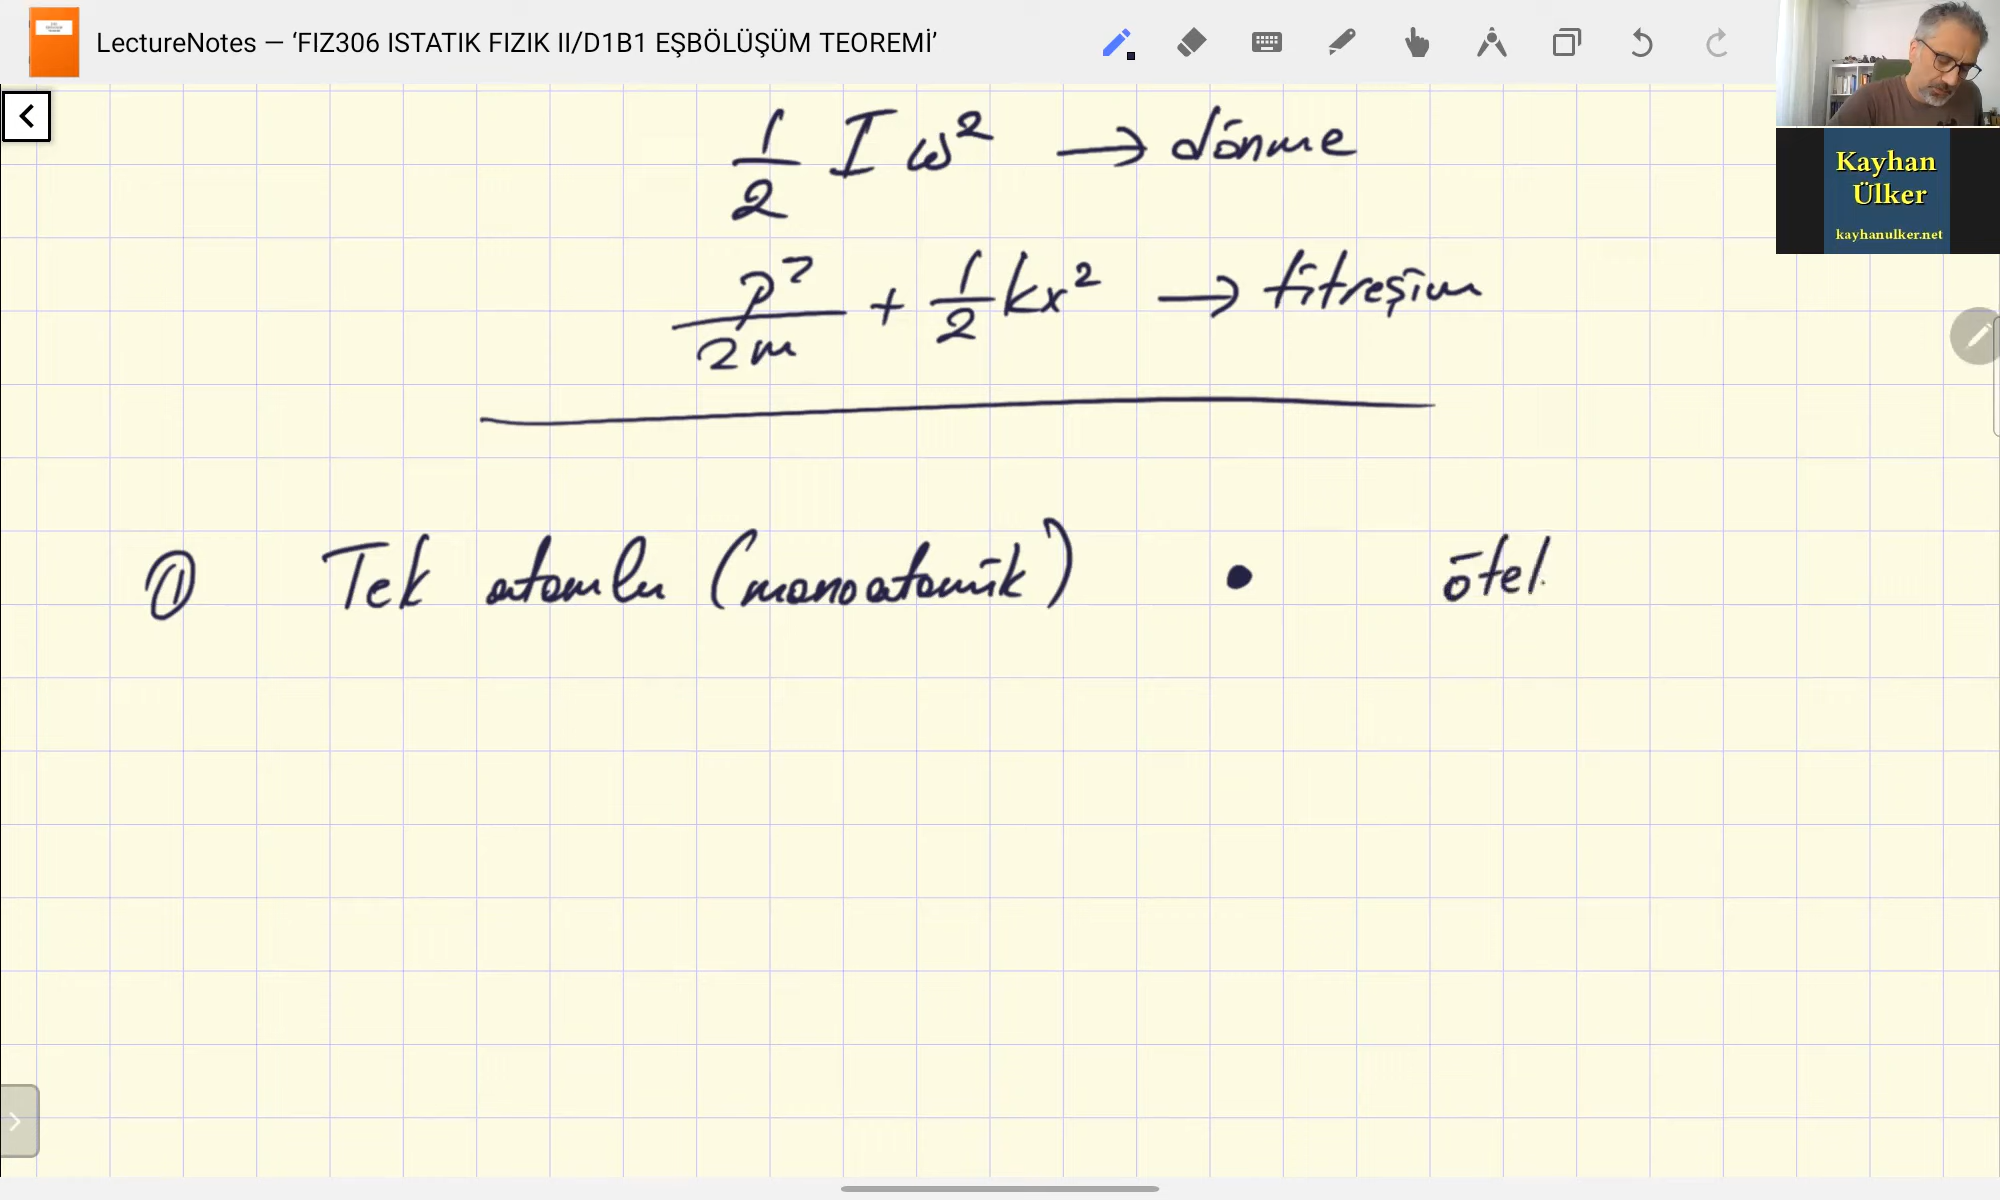 LectureNotes — ‘FIZ306 ISTATIK FIZIK II/D1B1 EŞBÖLÜŞÜM TEOREMİ’
Kayhan
Ülker
kayhanulker.net
1/2 I ω² → dönme
p²/2m + 1/2 kx² → titreşim
① Tek atomlu (monoatomik) • ötel